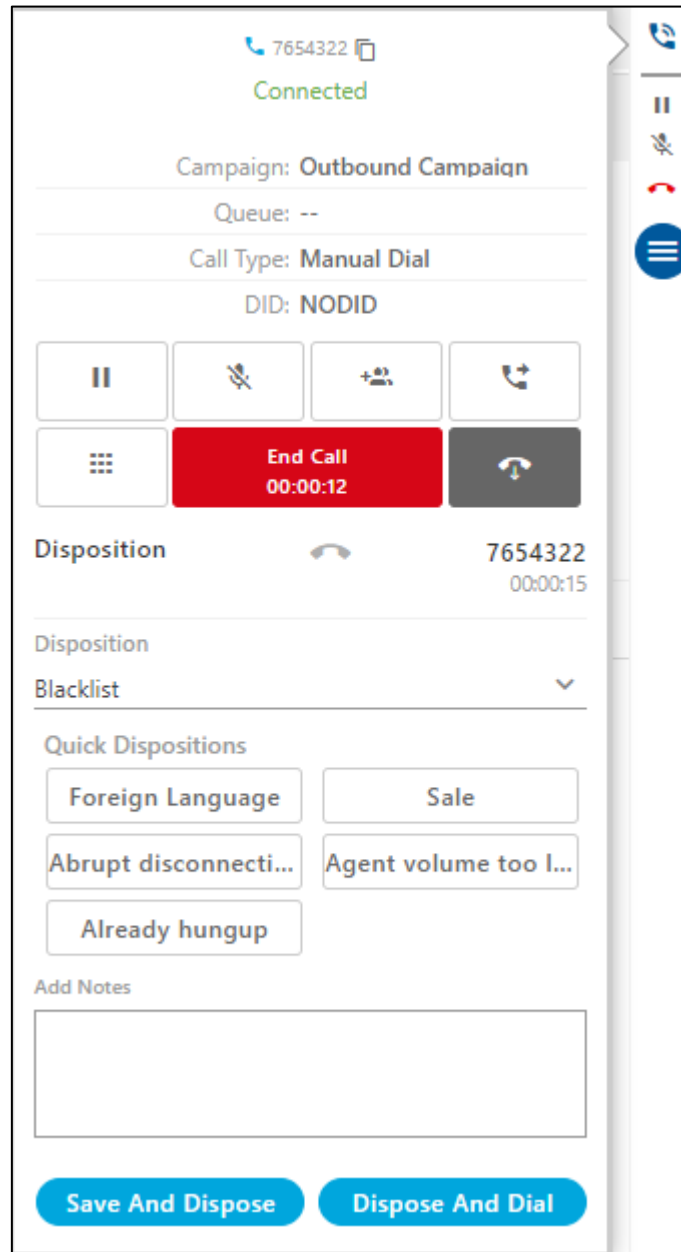 7654322
Connected
Campaign: Outbound Campaign
Queue: --
Call Type: Manual Dial
DID: NODID
End Call
00:00:12
Disposition 7654322
00:00:15
Disposition
Blacklist
Quick Dispositions
Foreign Language Sale
Abrupt disconnecti... Agent volume too l...
Already hungup
Add Notes
Save And Dispose Dispose And Dial